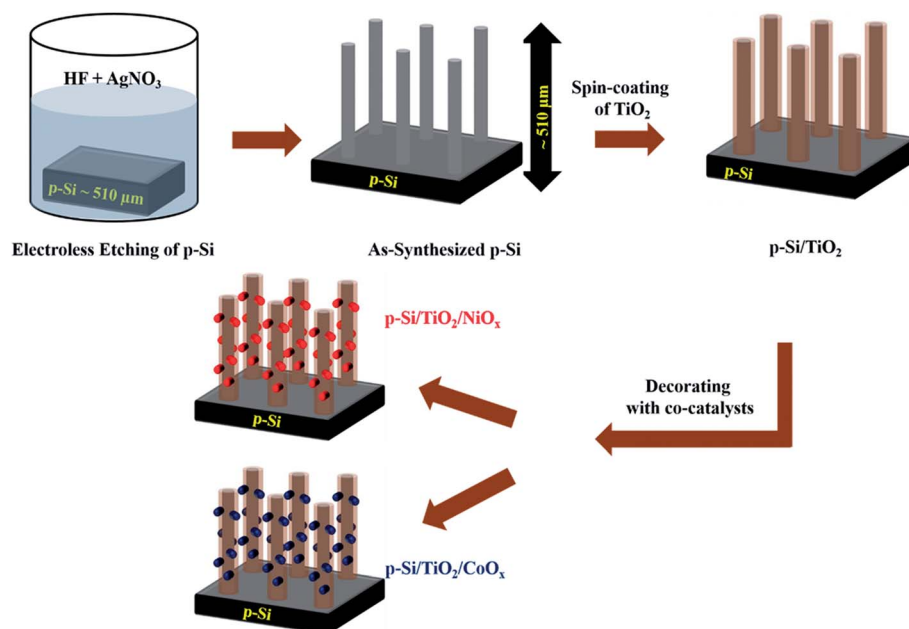 HF + AgNO₃
p-Si ~ 510 μm
Electroless Etching of p-Si
p-Si
~ 510 μm
As-Synthesized p-Si
Spin-coating
of TiO₂
p-Si
p-Si/TiO₂
p-Si/TiO₂/NiOₓ
p-Si
Decorating
with co-catalysts
p-Si/TiO₂/CoOₓ
p-Si